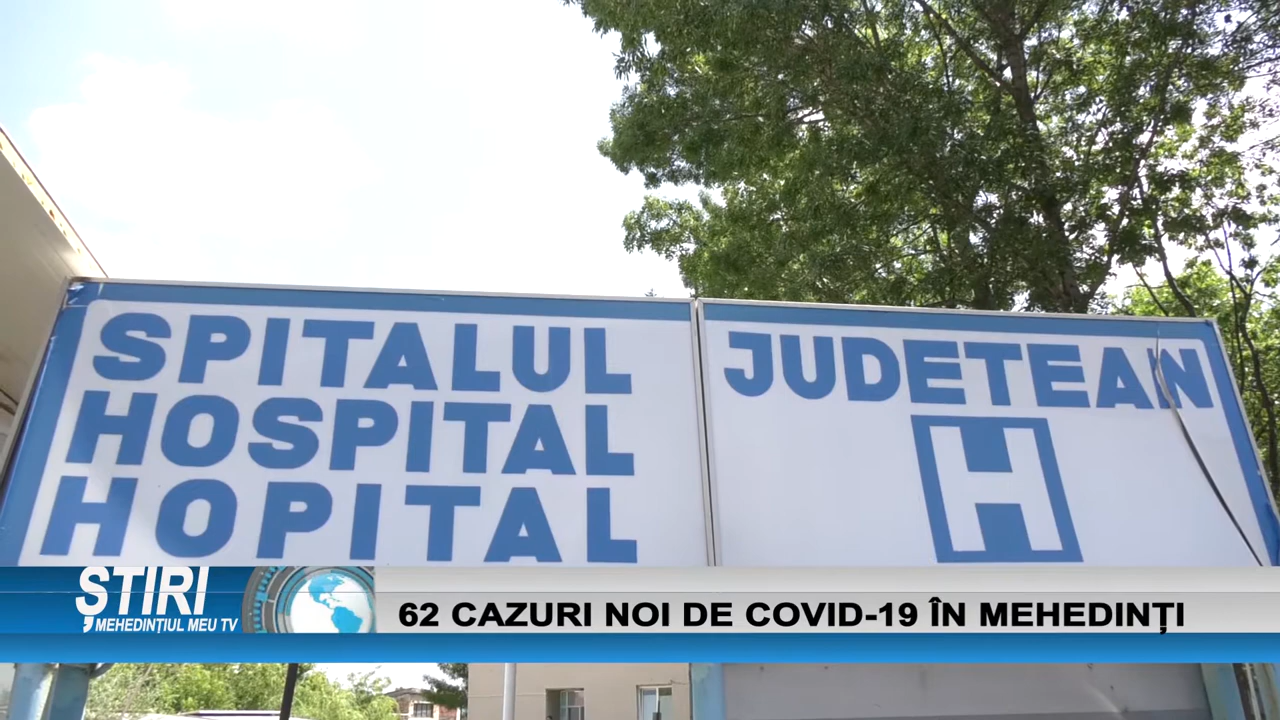 SPITALUL JUDETEAN
HOSPITAL H
HOPITAL
ȘTIRI
MEHEDINȚIUL MEU TV
62 CAZURI NOI DE COVID-19 ÎN MEHEDINȚI